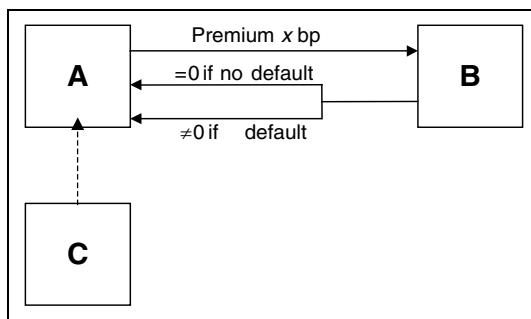 Premium x bp
A
=0 if no default
B
≠0 if default
C